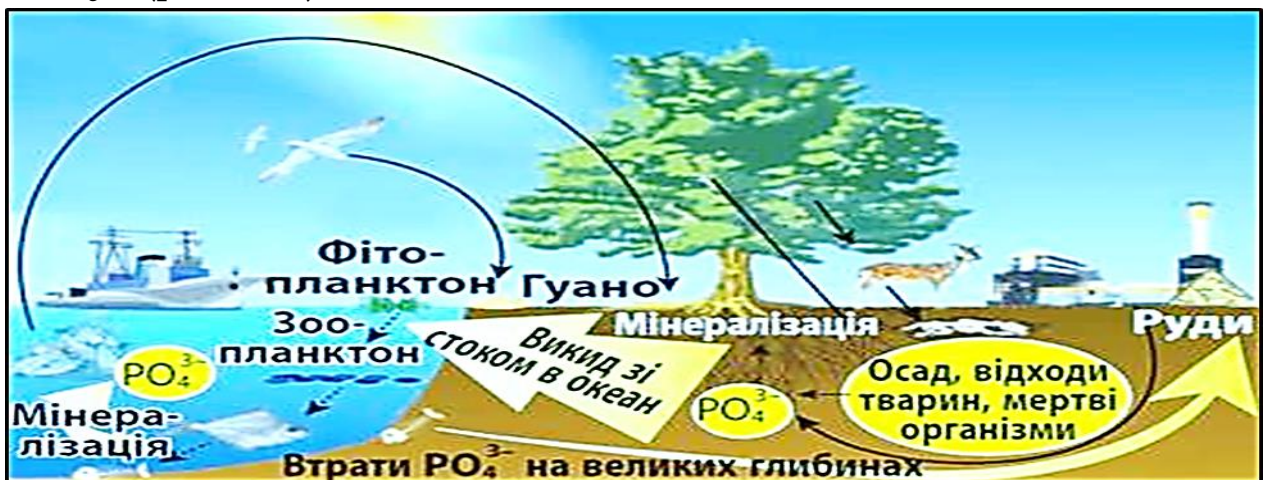 Фіто-
планктон
Гуано
Зоо-
планктон
PO₄³⁻
Мінера-
лізація
Викид зі
стоком в океан
Мінералізація
Руди
PO₄³⁻
Осад, відходи
тварин, мертві
організми
Втрати PO₄³⁻ на великих глибинах